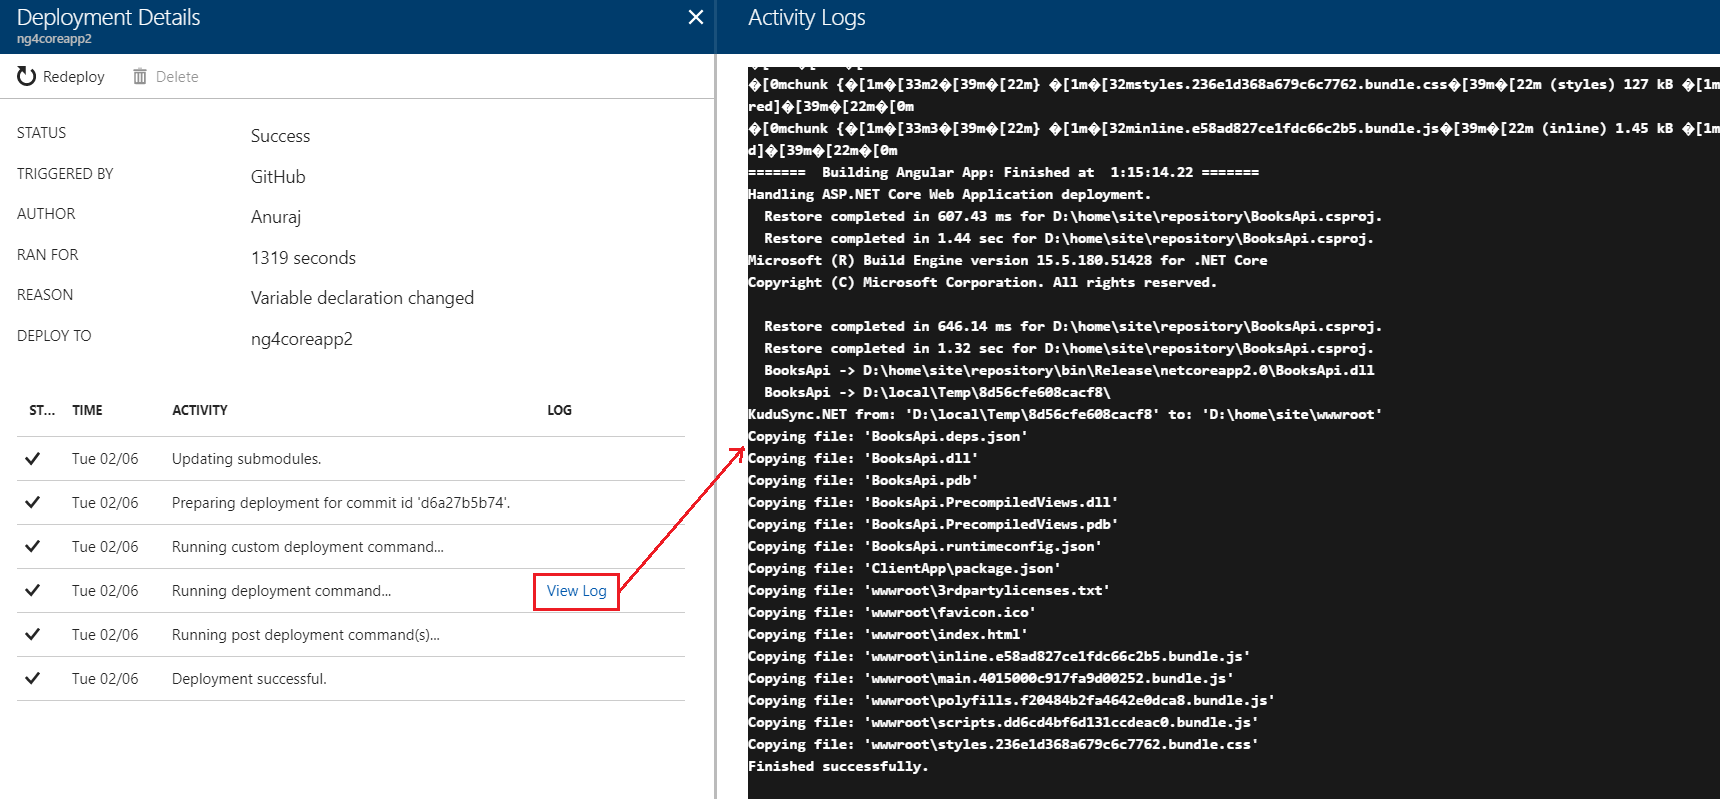 Deployment Details
ng4coreapp2
Redeploy Delete
STATUS Success
TRIGGERED BY GitHub
AUTHOR Anuraj
RAN FOR 1319 seconds
REASON Variable declaration changed
DEPLOY TO ng4coreapp2
ST... TIME ACTIVITY LOG
Tue 02/06 Updating submodules.
Tue 02/06 Preparing deployment for commit id 'd6a27b5b74'.
Tue 02/06 Running custom deployment command...
Tue 02/06 Running deployment command... View Log
Tue 02/06 Running post deployment command(s)...
Tue 02/06 Deployment successful.
Activity Logs
�[0mchunk {�[1m�[33m2�[39m�[22m} �[1m�[32mstyles.236e1d368a679c6c7762.bundle.css�[39m�[22m (styles) 127 kB �[1m
red]�[39m�[22m�[0m
�[0mchunk {�[1m�[33m3�[39m�[22m} �[1m�[32minline.e58ad827ce1fdc66c2b5.bundle.js�[39m�[22m (inline) 1.45 kB �[1m
d]�[39m�[22m�[0m
======= Building Angular App: Finished at 1:15:14.22 =======
Handling ASP.NET Core Web Application deployment.
Restore completed in 607.43 ms for D:\home\site\repository\BooksApi.csproj.
Restore completed in 1.44 sec for D:\home\site\repository\BooksApi.csproj.
Microsoft (R) Build Engine version 15.5.180.51428 for .NET Core
Copyright (C) Microsoft Corporation. All rights reserved.
Restore completed in 646.14 ms for D:\home\site\repository\BooksApi.csproj.
Restore completed in 1.32 sec for D:\home\site\repository\BooksApi.csproj.
BooksApi -> D:\home\site\repository\bin\Release\netcoreapp2.0\BooksApi.dll
BooksApi -> D:\local\Temp\8d56cfe608cacf8\
KuduSync.NET from: 'D:\local\Temp\8d56cfe608cacf8' to: 'D:\home\site\wwwroot'
Copying file: 'BooksApi.deps.json'
Copying file: 'BooksApi.dll'
Copying file: 'BooksApi.pdb'
Copying file: 'BooksApi.PrecompiledViews.dll'
Copying file: 'BooksApi.PrecompiledViews.pdb'
Copying file: 'BooksApi.runtimeconfig.json'
Copying file: 'ClientApp\package.json'
Copying file: 'wwwroot\3rdpartylicenses.txt'
Copying file: 'wwwroot\favicon.ico'
Copying file: 'wwwroot\index.html'
Copying file: 'wwwroot\inline.e58ad827ce1fdc66c2b5.bundle.js'
Copying file: 'wwwroot\main.4015000c917fa9d00252.bundle.js'
Copying file: 'wwwroot\polyfills.f20484b2fa4642e0dca8.bundle.js'
Copying file: 'wwwroot\scripts.dd6cd4bf6d131ccdeac0.bundle.js'
Copying file: 'wwwroot\styles.236e1d368a679c6c7762.bundle.css'
Finished successfully.